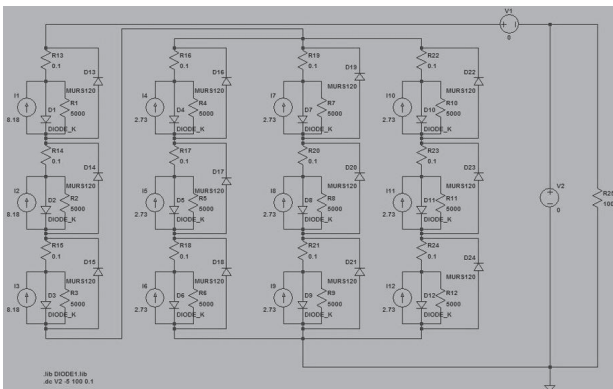 V1
0
R13
0.1
D13
MURS120
I1
8.18
D1
DIODE_K
R1
5000
R16
0.1
D16
MURS120
I4
2.73
D4
DIODE_K
R4
5000
R19
0.1
D19
MURS120
I7
2.73
D7
DIODE_K
R7
5000
R22
0.1
D22
MURS120
I10
2.73
D10
DIODE_K
R10
5000
R14
0.1
D14
MURS120
I2
8.18
D2
DIODE_K
R2
5000
R17
0.1
D17
MURS120
I5
2.73
D5
DIODE_K
R5
5000
R20
0.1
D20
MURS120
I8
2.73
D8
DIODE_K
R8
5000
R23
0.1
D23
MURS120
I11
2.73
D11
DIODE_K
R11
5000
V2
0
R25
100
R15
0.1
D15
MURS120
I3
8.18
D3
DIODE_K
R3
5000
R18
0.1
D18
MURS120
I6
2.73
D6
DIODE_K
R6
5000
R21
0.1
D21
MURS120
I9
2.73
D9
DIODE_K
R9
5000
R24
0.1
D24
MURS120
I12
2.73
D12
DIODE_K
R12
5000
.lib DIODE1.lib
.dc V2 -5 100 0.1